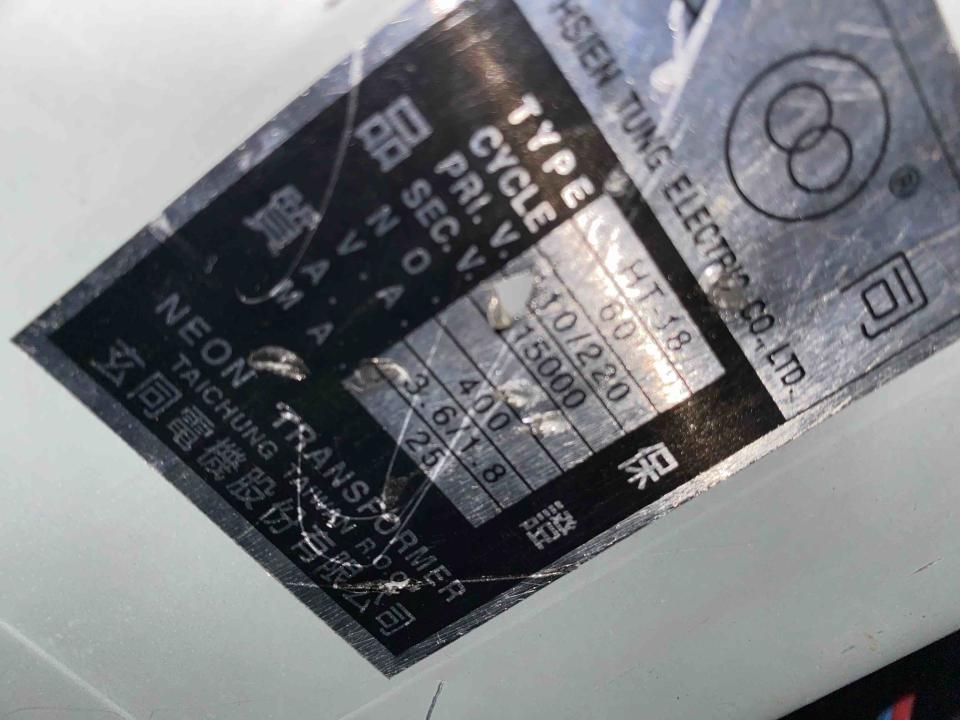 司
®
HSIEN TUNG ELECTRIC CO., LTD.
品質
保證
TYPE HT-18
CYCLE 60
PRI. V. 10/220
SEC. V. 15000
N O A. 400
V. A. 3.6/1.8
M A. 25
NEON TRANSFORMER
TAICHUNG TAIWAN R.O.C.
玄同電機股份有限公司